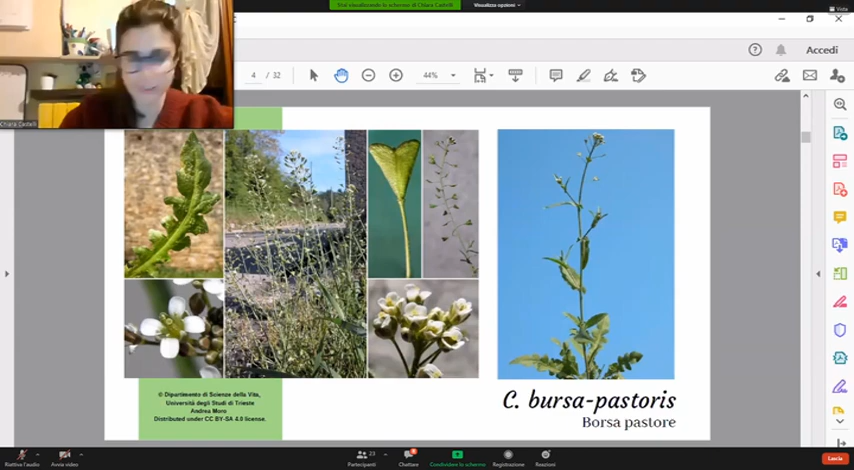 Stai visualizzando lo schermo di Chiara Castelli
Visualizza opzioni
Vista
Accedi
4 / 32
44%
Chiara Castelli
© Dipartimento di Scienze della Vita,
Università degli Studi di Trieste
Andrea Moro
Distributed under CC BY-SA 4.0 license.
C. bursa-pastoris
Borsa pastore
Riattiva l'audio
Avvia video
23
Partecipanti
Chattare
Condividere lo schermo
Registrazione
Reazioni
Lascia